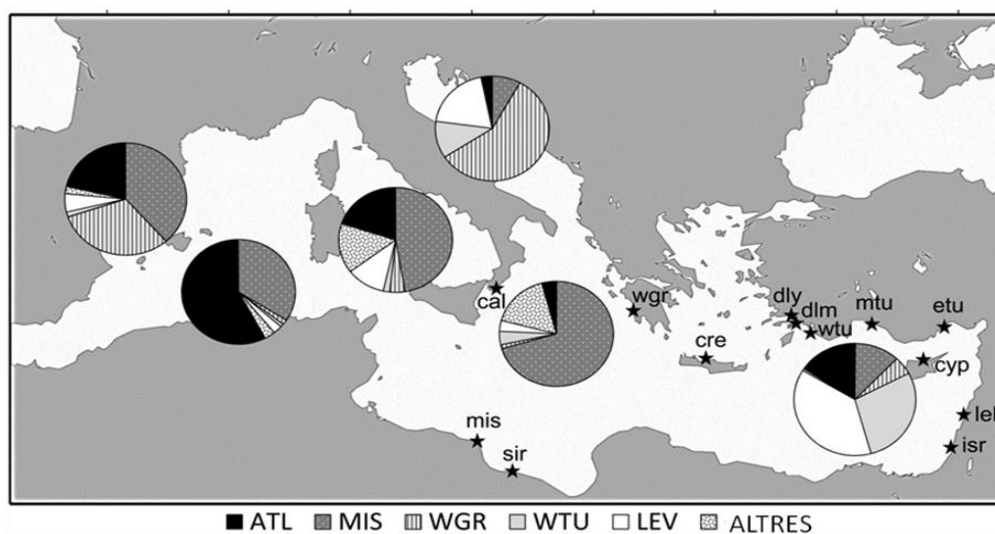 cal
wgr
cre
dly
dlm
wtu
mtu
etu
cyp
leb
isr
mis
sir
ATL MIS WGR WTU LEV ALTRES